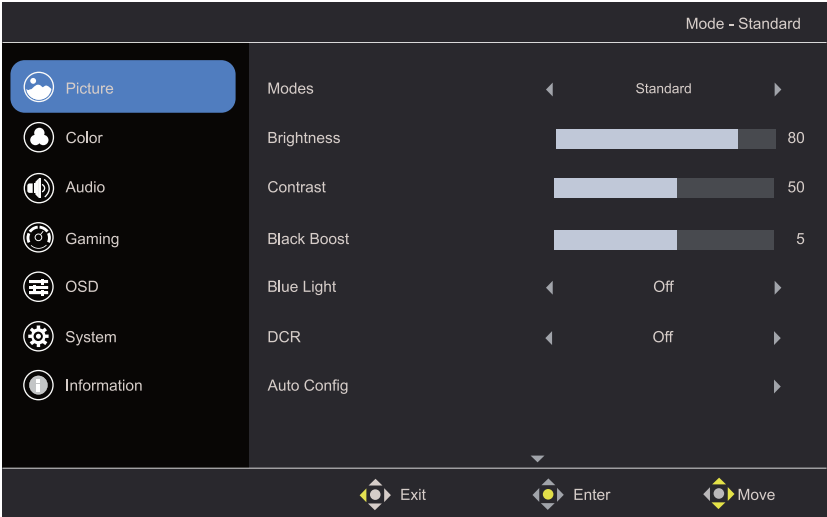 Mode - Standard
Picture
Color
Audio
Gaming
OSD
System
Information
Modes Standard
Brightness 80
Contrast 50
Black Boost 5
Blue Light Off
DCR Off
Auto Config
Exit Enter Move